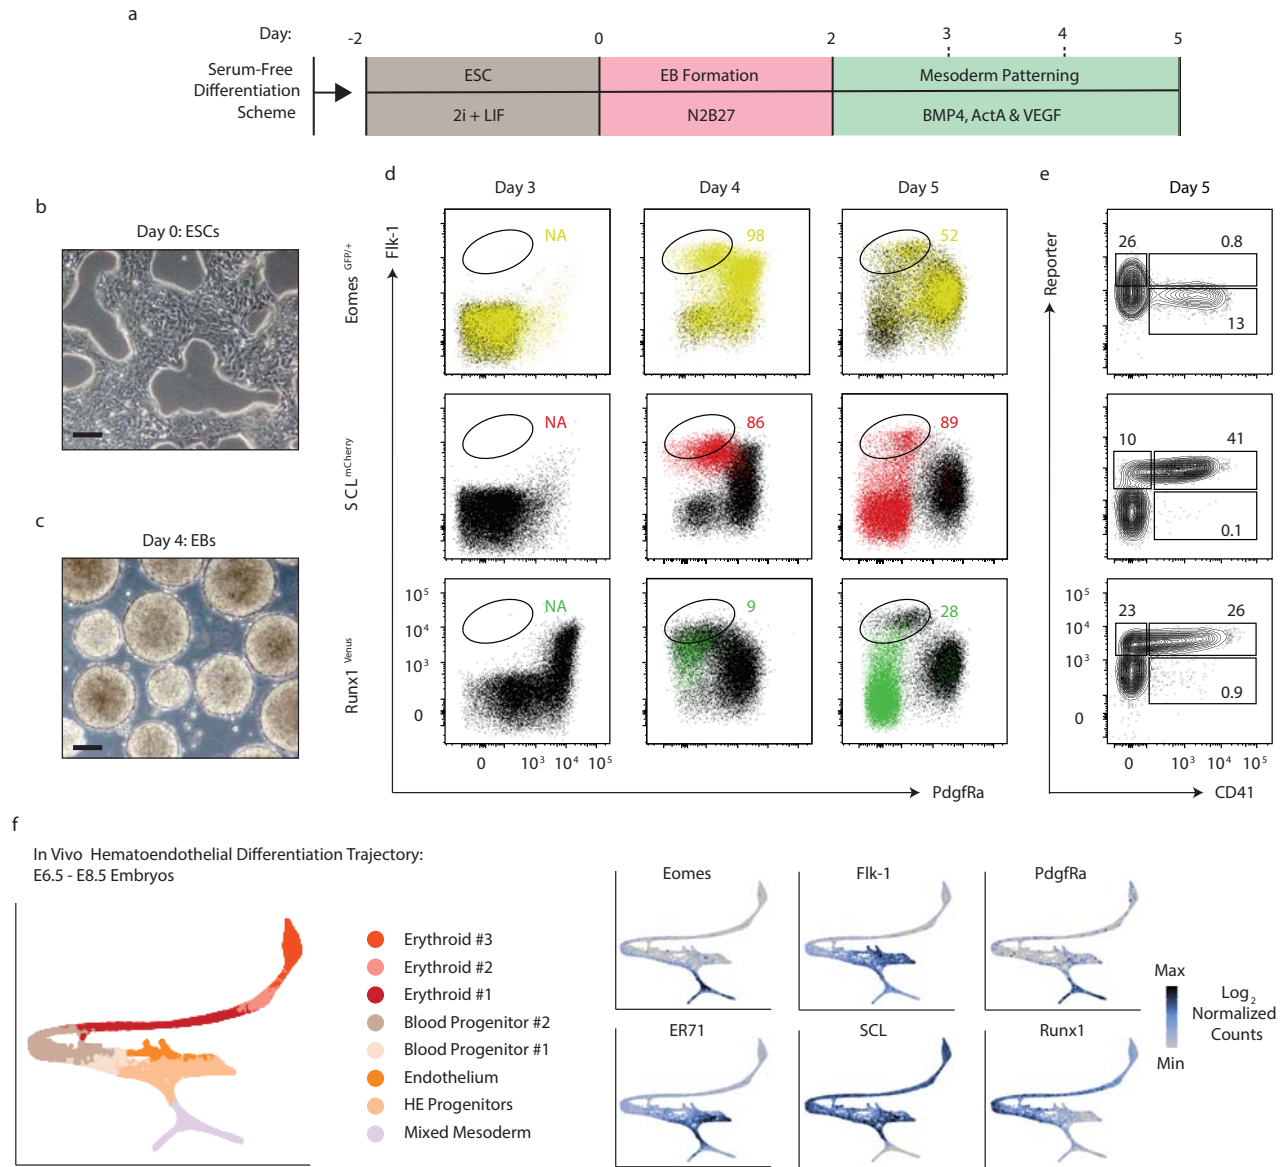 a
Day:
-2
0
2
3
4
5
Serum-Free
Differentiation
Scheme
ESC
EB Formation
Mesoderm Patterning
2i + LIF
N2B27
BMP4, ActA & VEGF
b
Day 0: ESCs
c
Day 4: EBs
d
Day 3
Day 4
Day 5
Flk-1
Eomes GFP/+
NA
98
52
SCL mCherry
NA
86
89
Runx1 Venus
NA
9
28
10⁵
10⁴
10³
0
0
10³
10⁴
10⁵
PdgfRa
e
Day 5
Reporter
26
0.8
13
10
41
0.1
23
26
0.9
10⁵
10⁴
10³
0
0
10³
10⁴
10⁵
CD41
f
In Vivo Hematoendothelial Differentiation Trajectory:
E6.5 - E8.5 Embryos
Erythroid #3
Erythroid #2
Erythroid #1
Blood Progenitor #2
Blood Progenitor #1
Endothelium
HE Progenitors
Mixed Mesoderm
Eomes
Flk-1
PdgfRa
ER71
SCL
Runx1
Max
Min
Log₂
Normalized
Counts